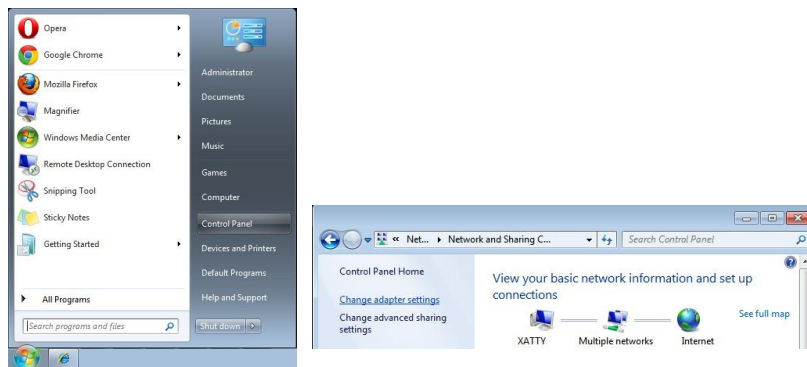 Opera
Google Chrome
Mozilla Firefox
Magnifier
Windows Media Center
Remote Desktop Connection
Snipping Tool
Sticky Notes
Getting Started
All Programs
Search programs and files
Administrator
Documents
Pictures
Music
Games
Computer
Control Panel
Devices and Printers
Default Programs
Help and Support
Shut down
« Net... Network and Sharing C... Search Control Panel
Control Panel Home
Change adapter settings
Change advanced sharing
settings
View your basic network information and set up
connections
See full map
XATTY Multiple networks Internet